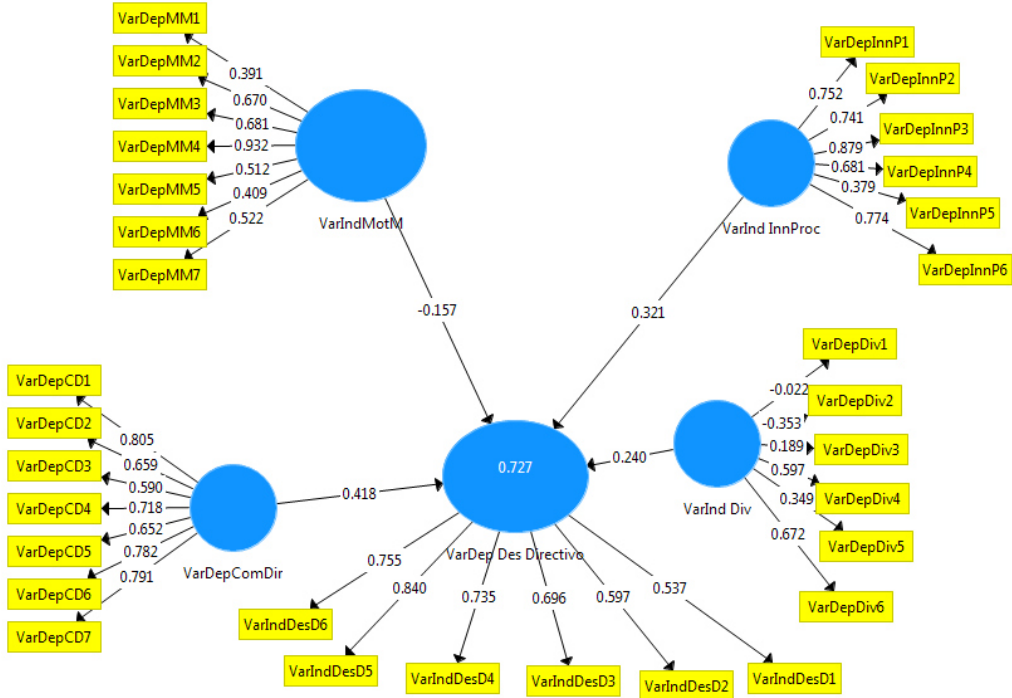 VarDepMM1
VarDepMM2
VarDepMM3
VarDepMM4
VarDepMM5
VarDepMM6
VarDepMM7
0.391
0.670
0.681
0.932
0.512
0.409
0.522
VarIndMotM
VarDepInnP1
VarDepInnP2
VarDepInnP3
VarDepInnP4
VarDepInnP5
VarDepInnP6
0.752
0.741
0.879
0.681
0.379
0.774
VarInd InnProc
-0.157
0.321
VarDepCD1
VarDepCD2
VarDepCD3
VarDepCD4
VarDepCD5
VarDepCD6
VarDepCD7
0.805
0.659
0.590
0.718
0.652
0.782
0.791
VarDepComDir
0.418
0.727
VarDep Des Directivo
0.240
VarInd Div
VarDepDiv1
VarDepDiv2
VarDepDiv3
VarDepDiv4
VarDepDiv5
VarDepDiv6
-0.022
-0.353
0.189
0.597
0.349
0.672
0.755
0.840
0.735
0.696
0.597
0.537
VarIndDesD6
VarIndDesD5
VarIndDesD4
VarIndDesD3
VarIndDesD2
VarIndDesD1